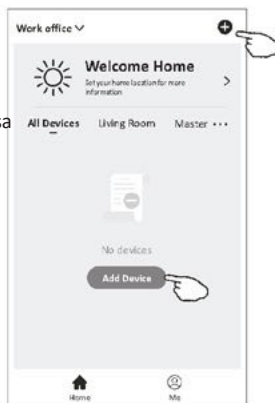 Work office
Welcome Home
Set your home location for more
information
sa
All Devices Living Room Master ...
No devices
Add Device
Home Me